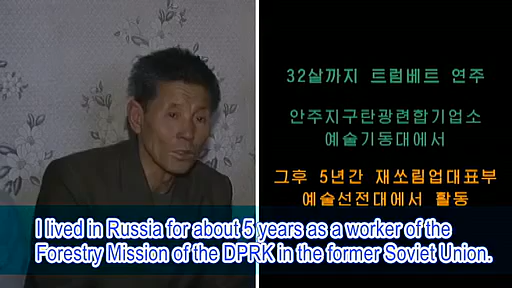 32살까지 트럼베트 연주
안주지구탄광련합기업소
예술기동대에서
그후 5년간 재쏘림업대표부
예술선전대에서 활동
I lived in Russia for about 5 years as a worker of the
Forestry Mission of the DPRK in the former Soviet Union.